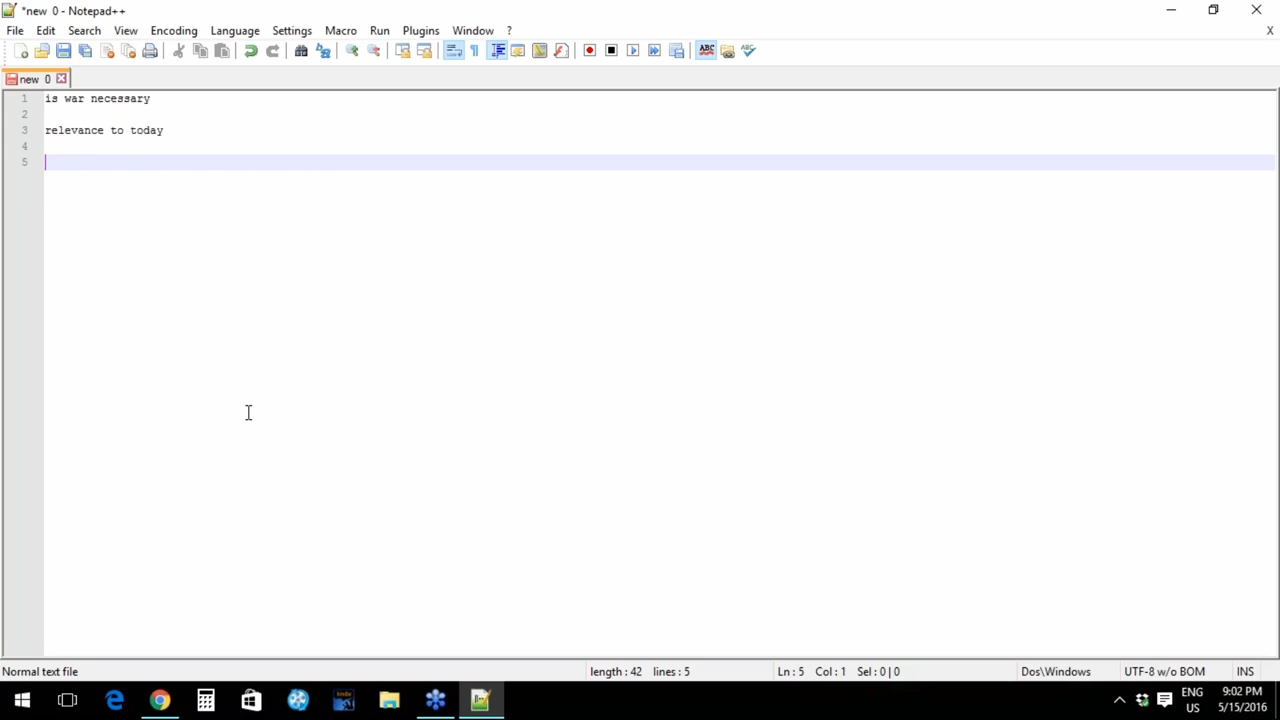 *new 0 - Notepad++
File Edit Search View Encoding Language Settings Macro Run Plugins Window ? X
new 0
1 is war necessary
2
3 relevance to today
4
5
Normal text file length : 42 lines : 5 Ln : 5 Col : 1 Sel : 0 | 0 Dos\Windows UTF-8 w/o BOM INS
ENG 9:02 PM
US 5/15/2016